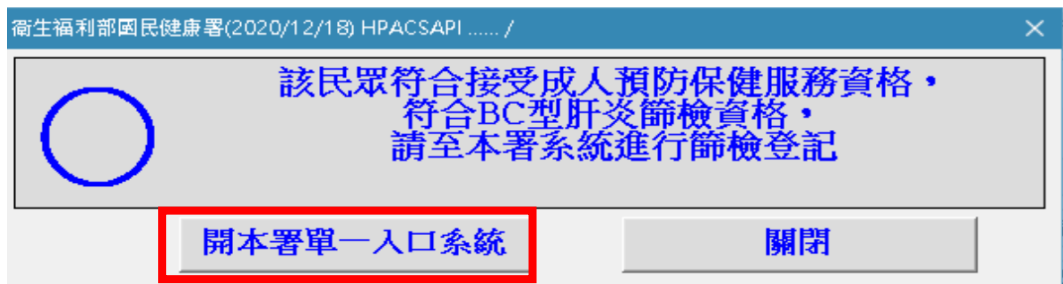 衛生福利部國民健康署(2020/12/18) HPACSAPI ...... /
該民眾符合接受成人預防保健服務資格，
符合BC型肝炎篩檢資格，
請至本署系統進行篩檢登記
開本署單一入口系統
關閉